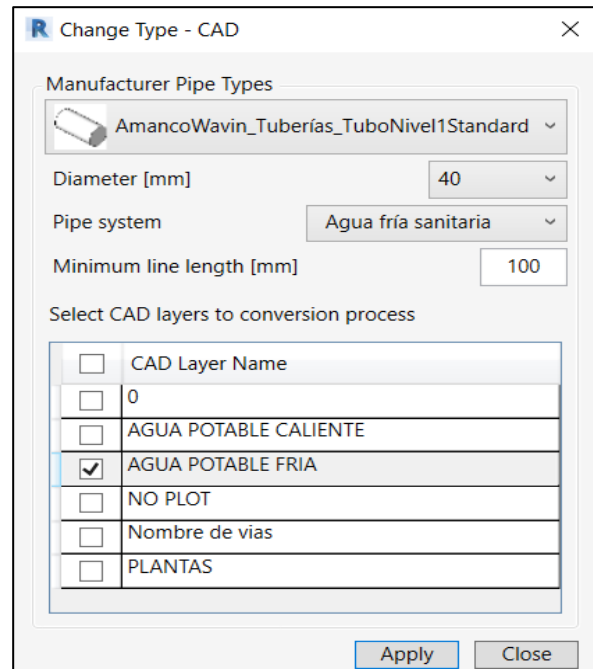 R Change Type - CAD
Manufacturer Pipe Types
AmancoWavin_Tuberías_TuboNivel1Standard
Diameter [mm] 40
Pipe system Agua fría sanitaria
Minimum line length [mm] 100
Select CAD layers to conversion process
CAD Layer Name
0
AGUA POTABLE CALIENTE
AGUA POTABLE FRIA
NO PLOT
Nombre de vias
PLANTAS
Apply Close